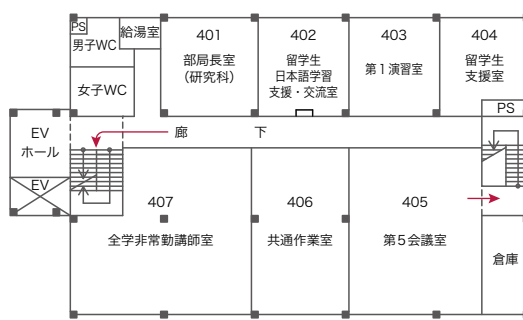 PS
給湯室
男子WC
女子WC
401
部局長室
（研究科）
402
留学生
日本語学習
支援・交流室
403
第１演習室
404
留学生
支援室
PS
EV
ホール
EV
廊　下
407
全学非常勤講師室
406
共通作業室
405
第５会議室
倉庫